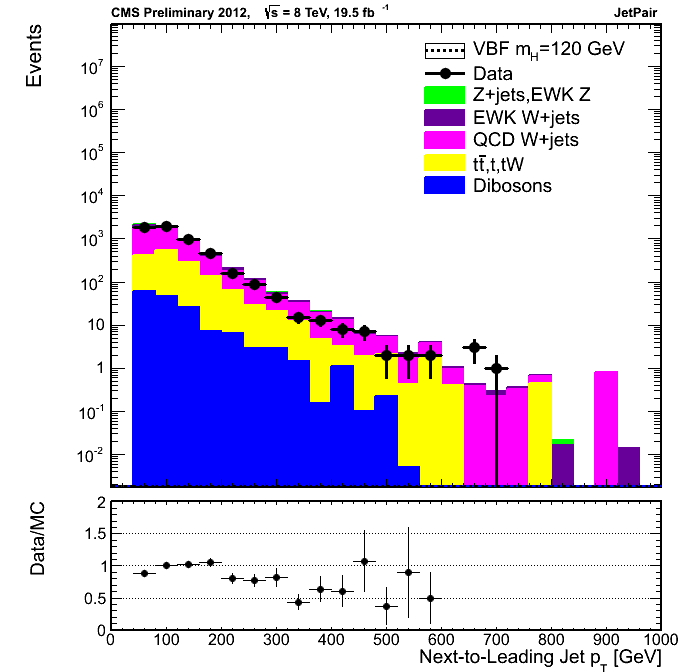 CMS Preliminary 2012, √s = 8 TeV, 19.5 fb⁻¹ JetPair
Events
VBF m_H=120 GeV
Data
Z+jets,EWK Z
EWK W+jets
QCD W+jets
tt̄,t,tW
Dibosons
10⁷
10⁶
10⁵
10⁴
10³
10²
10
1
10⁻¹
10⁻²
Data/MC
2
1.5
1
0.5
0
0 100 200 300 400 500 600 700 800 900 1000
Next-to-Leading Jet p_T [GeV]